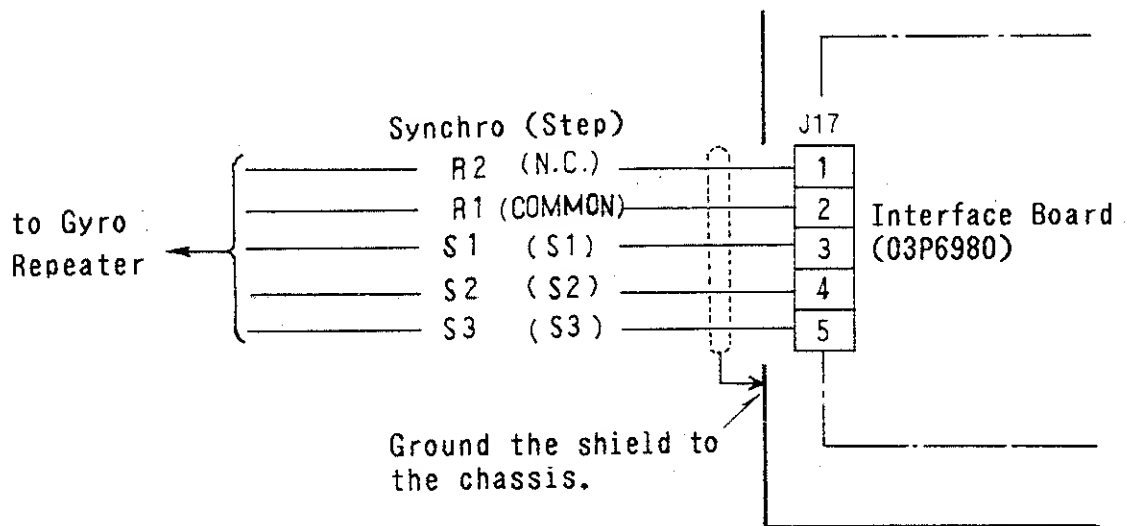 Synchro (Step)
J17
R2 (N.C.) 1
R1 (COMMON) 2
S1 (S1) 3
S2 (S2) 4
S3 (S3) 5
to Gyro
Repeater
Interface Board
(03P6980)
Ground the shield to
the chassis.